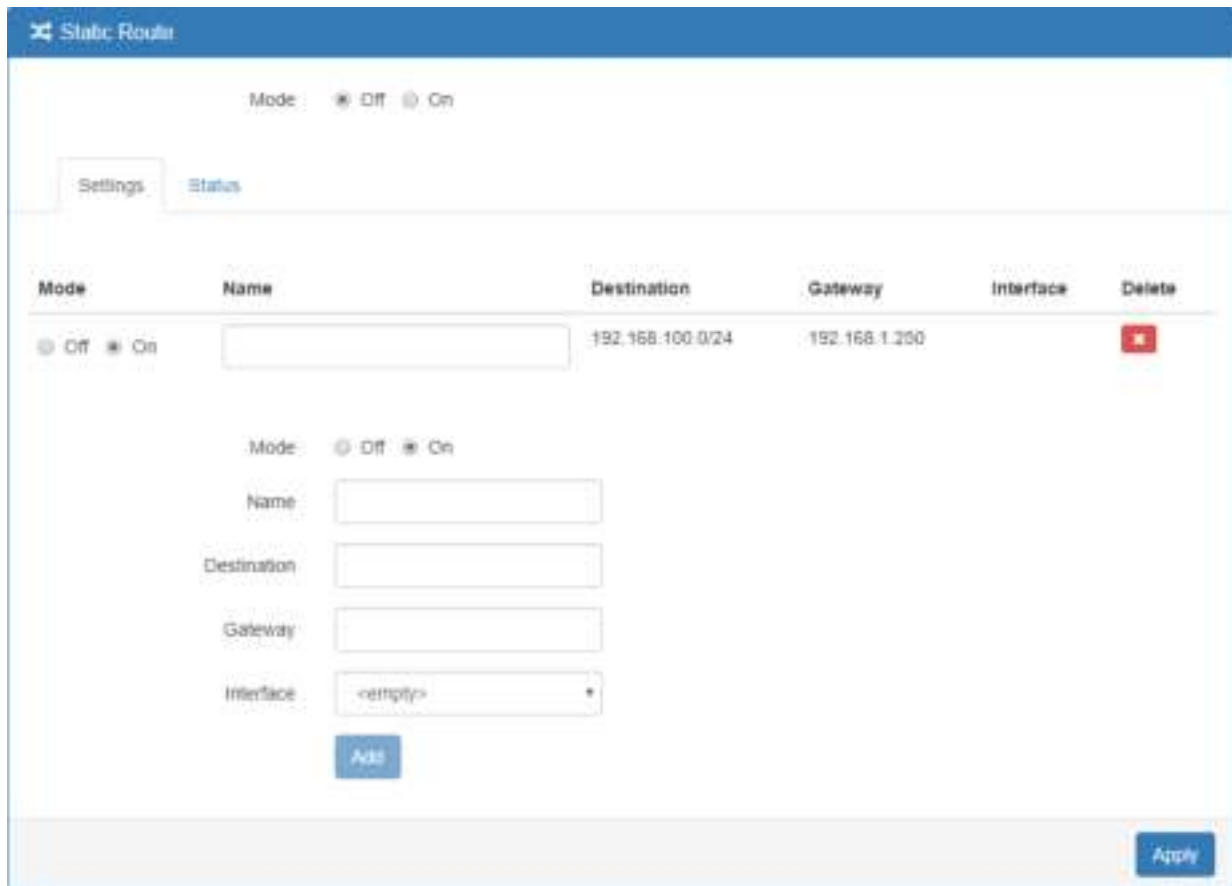 Static Route
Mode Off On
Settings Status
Mode Name Destination Gateway Interface Delete
Off On 192.168.100.0/24 192.168.1.250
Mode Off On
Name
Destination
Gateway
Interface <empty>
Add
Apply